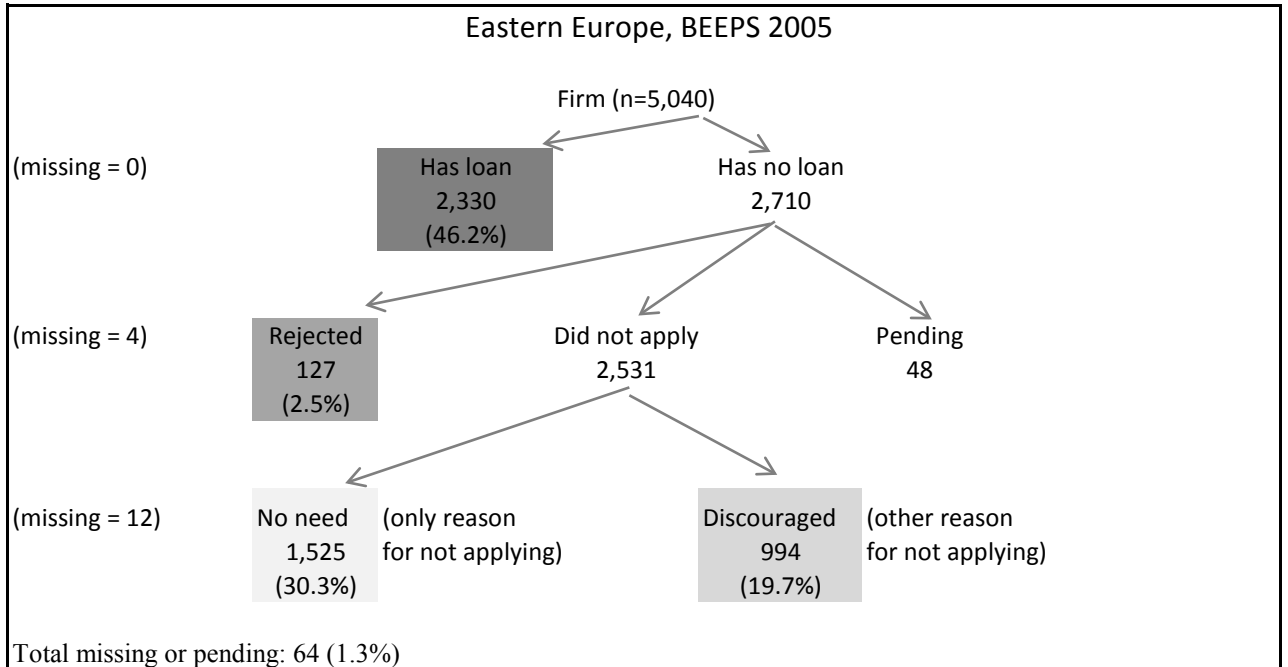 Eastern Europe, BEEPS 2005
Firm (n=5,040)
(missing = 0)
Has loan
2,330
(46.2%)
Has no loan
2,710
(missing = 4)
Rejected
127
(2.5%)
Did not apply
2,531
Pending
48
(missing = 12)
No need
1,525
(30.3%)
(only reason
for not applying)
Discouraged
994
(19.7%)
(other reason
for not applying)
Total missing or pending: 64 (1.3%)